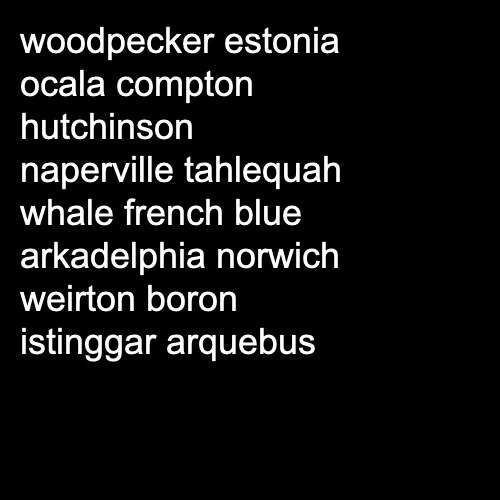 woodpecker estonia
ocala compton
hutchinson
naperville tahlequah
whale french blue
arkadelphia norwich
weirton boron
istinggar arquebus